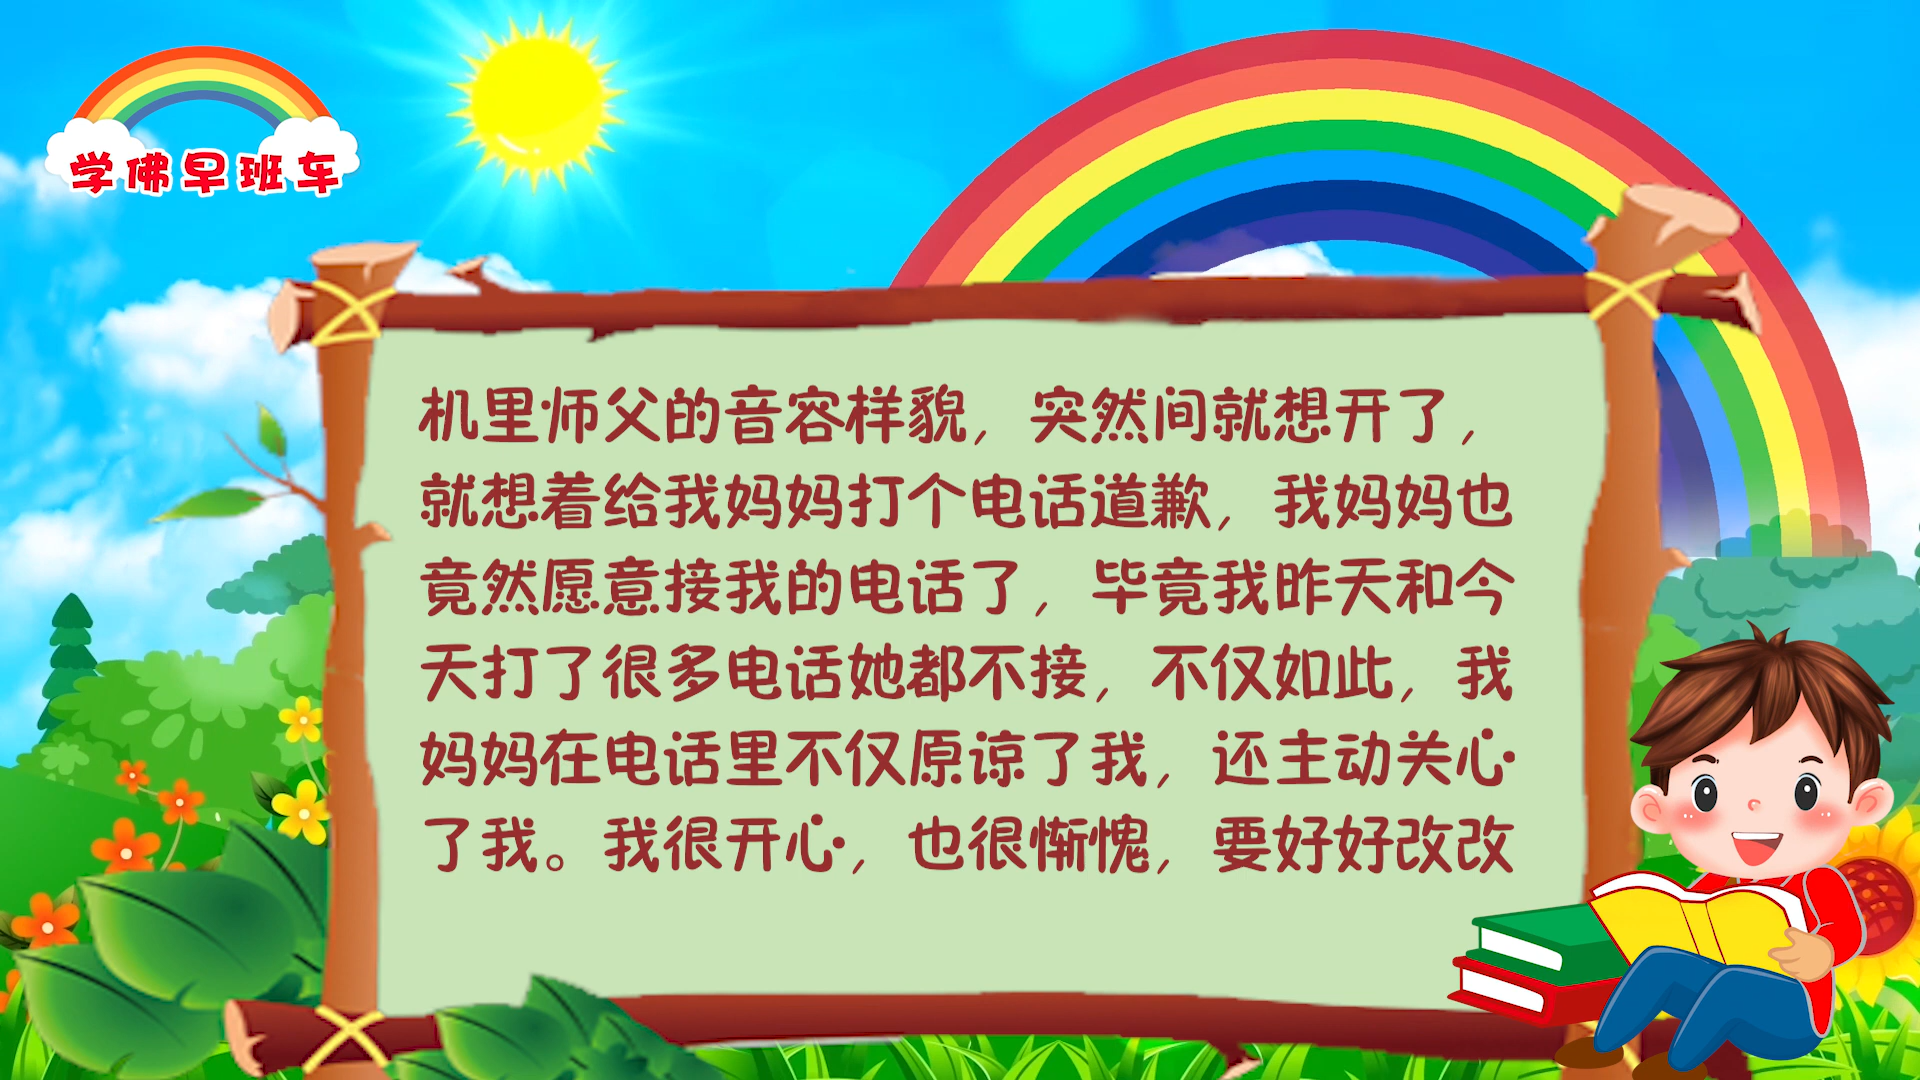 学佛早班车
机里师父的音容样貌，突然间就想开了，
就想着给我妈妈打个电话道歉，我妈妈也
竟然愿意接我的电话了，毕竟我昨天和今
天打了很多电话她都不接，不仅如此，我
妈妈在电话里不仅原谅了我，还主动关心
了我。我很开心，也很惭愧，要好好改改